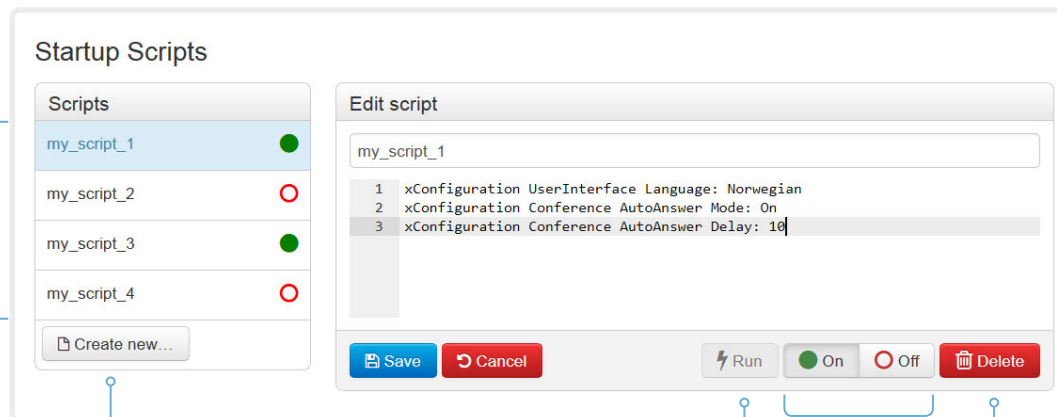 Startup Scripts
Scripts
my_script_1
my_script_2
my_script_3
my_script_4
Create new...
Edit script
my_script_1
1 xConfiguration UserInterface Language: Norwegian
2 xConfiguration Conference AutoAnswer Mode: On
3 xConfiguration Conference AutoAnswer Delay: 10
Save Cancel Run On Off Delete